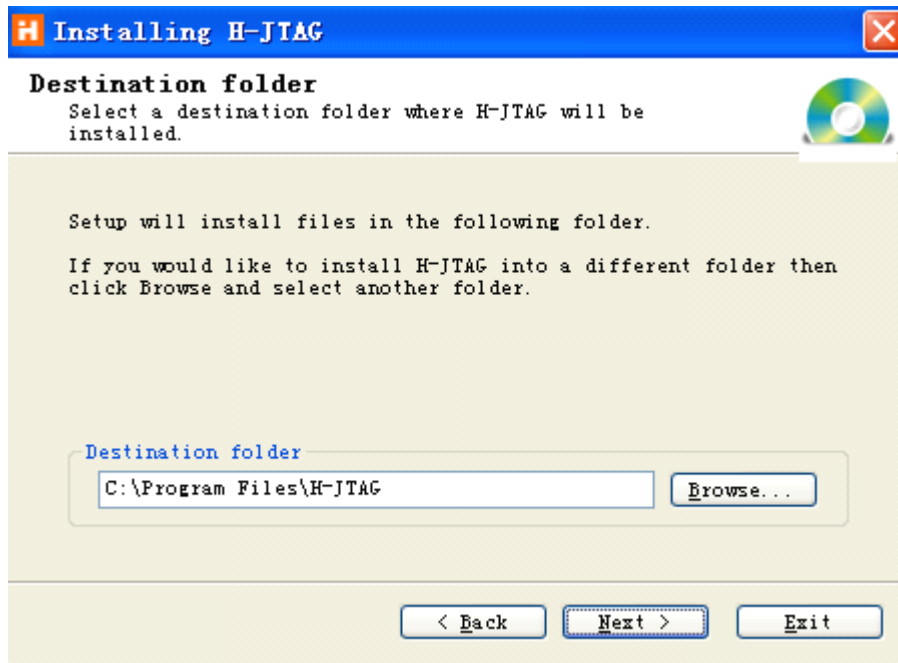 H Installing H-JTAG
Destination folder
Select a destination folder where H-JTAG will be
installed.
Setup will install files in the following folder.
If you would like to install H-JTAG into a different folder then
click Browse and select another folder.
Destination folder
C:\Program Files\H-JTAG
Browse...
< Back
Next >
Exit